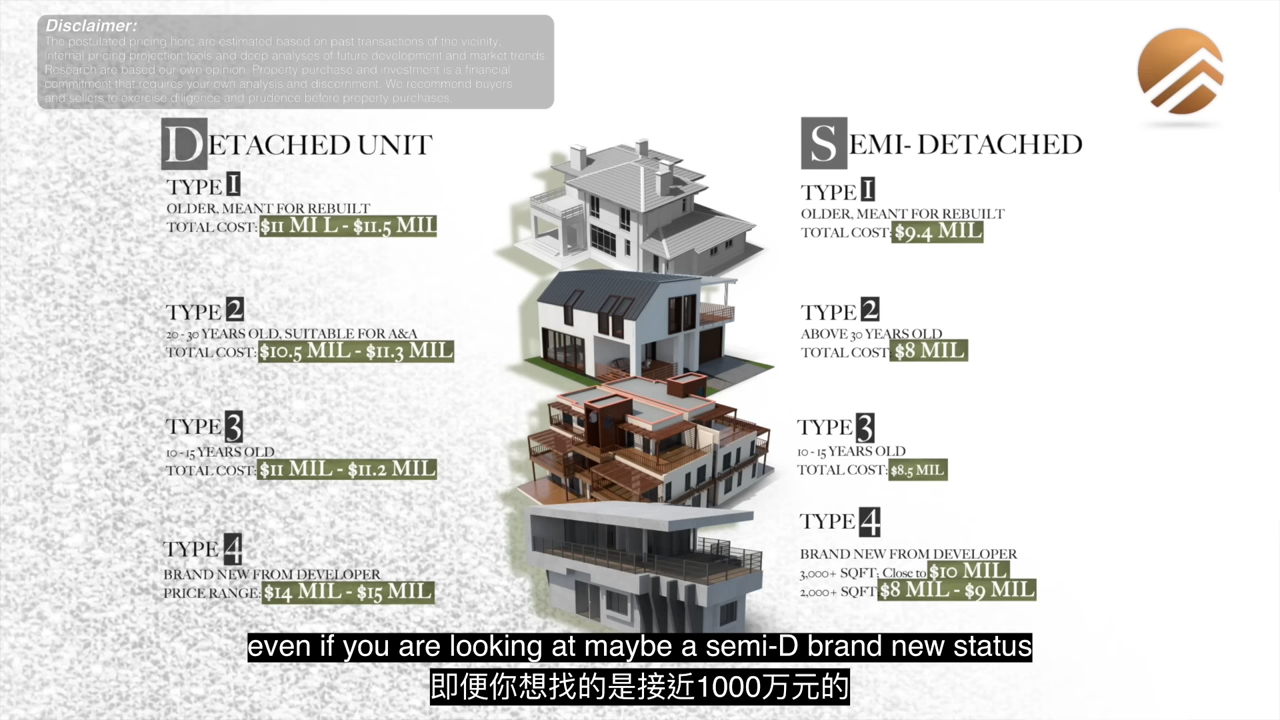 Disclaimer:
The postulated pricing here are estimated based on past transactions of the vicinity,
internal pricing projection tools and deep analyses of future development and market trends.
Research are based our own opinion. Property purchase and investment is a financial
commitment that requires your own analysis and discernment. We recommend buyers
and sellers to exercise diligence and prudence before property purchases.
DETACHED UNIT
TYPE 1
OLDER, MEANT FOR REBUILT
TOTAL COST: $11 MIL - $11.5 MIL
TYPE 2
20 - 30 YEARS OLD, SUITABLE FOR A&A
TOTAL COST: $10.5 MIL - $11.3 MIL
TYPE 3
10 - 15 YEARS OLD
TOTAL COST: $11 MIL - $11.2 MIL
TYPE 4
BRAND NEW FROM DEVELOPER
PRICE RANGE: $14 MIL - $15 MIL
SEMI- DETACHED
TYPE 1
OLDER, MEANT FOR REBUILT
TOTAL COST: $9.4 MIL
TYPE 2
ABOVE 30 YEARS OLD
TOTAL COST: $8 MIL
TYPE 3
10 - 15 YEARS OLD
TOTAL COST: $8.5 MIL
TYPE 4
BRAND NEW FROM DEVELOPER
3,000+ SQFT: Close to $10 MIL
2,000+ SQFT $8 MIL - $9 MIL
even if you are looking at maybe a semi-D brand new status
即便你想找的是接近1000万元的